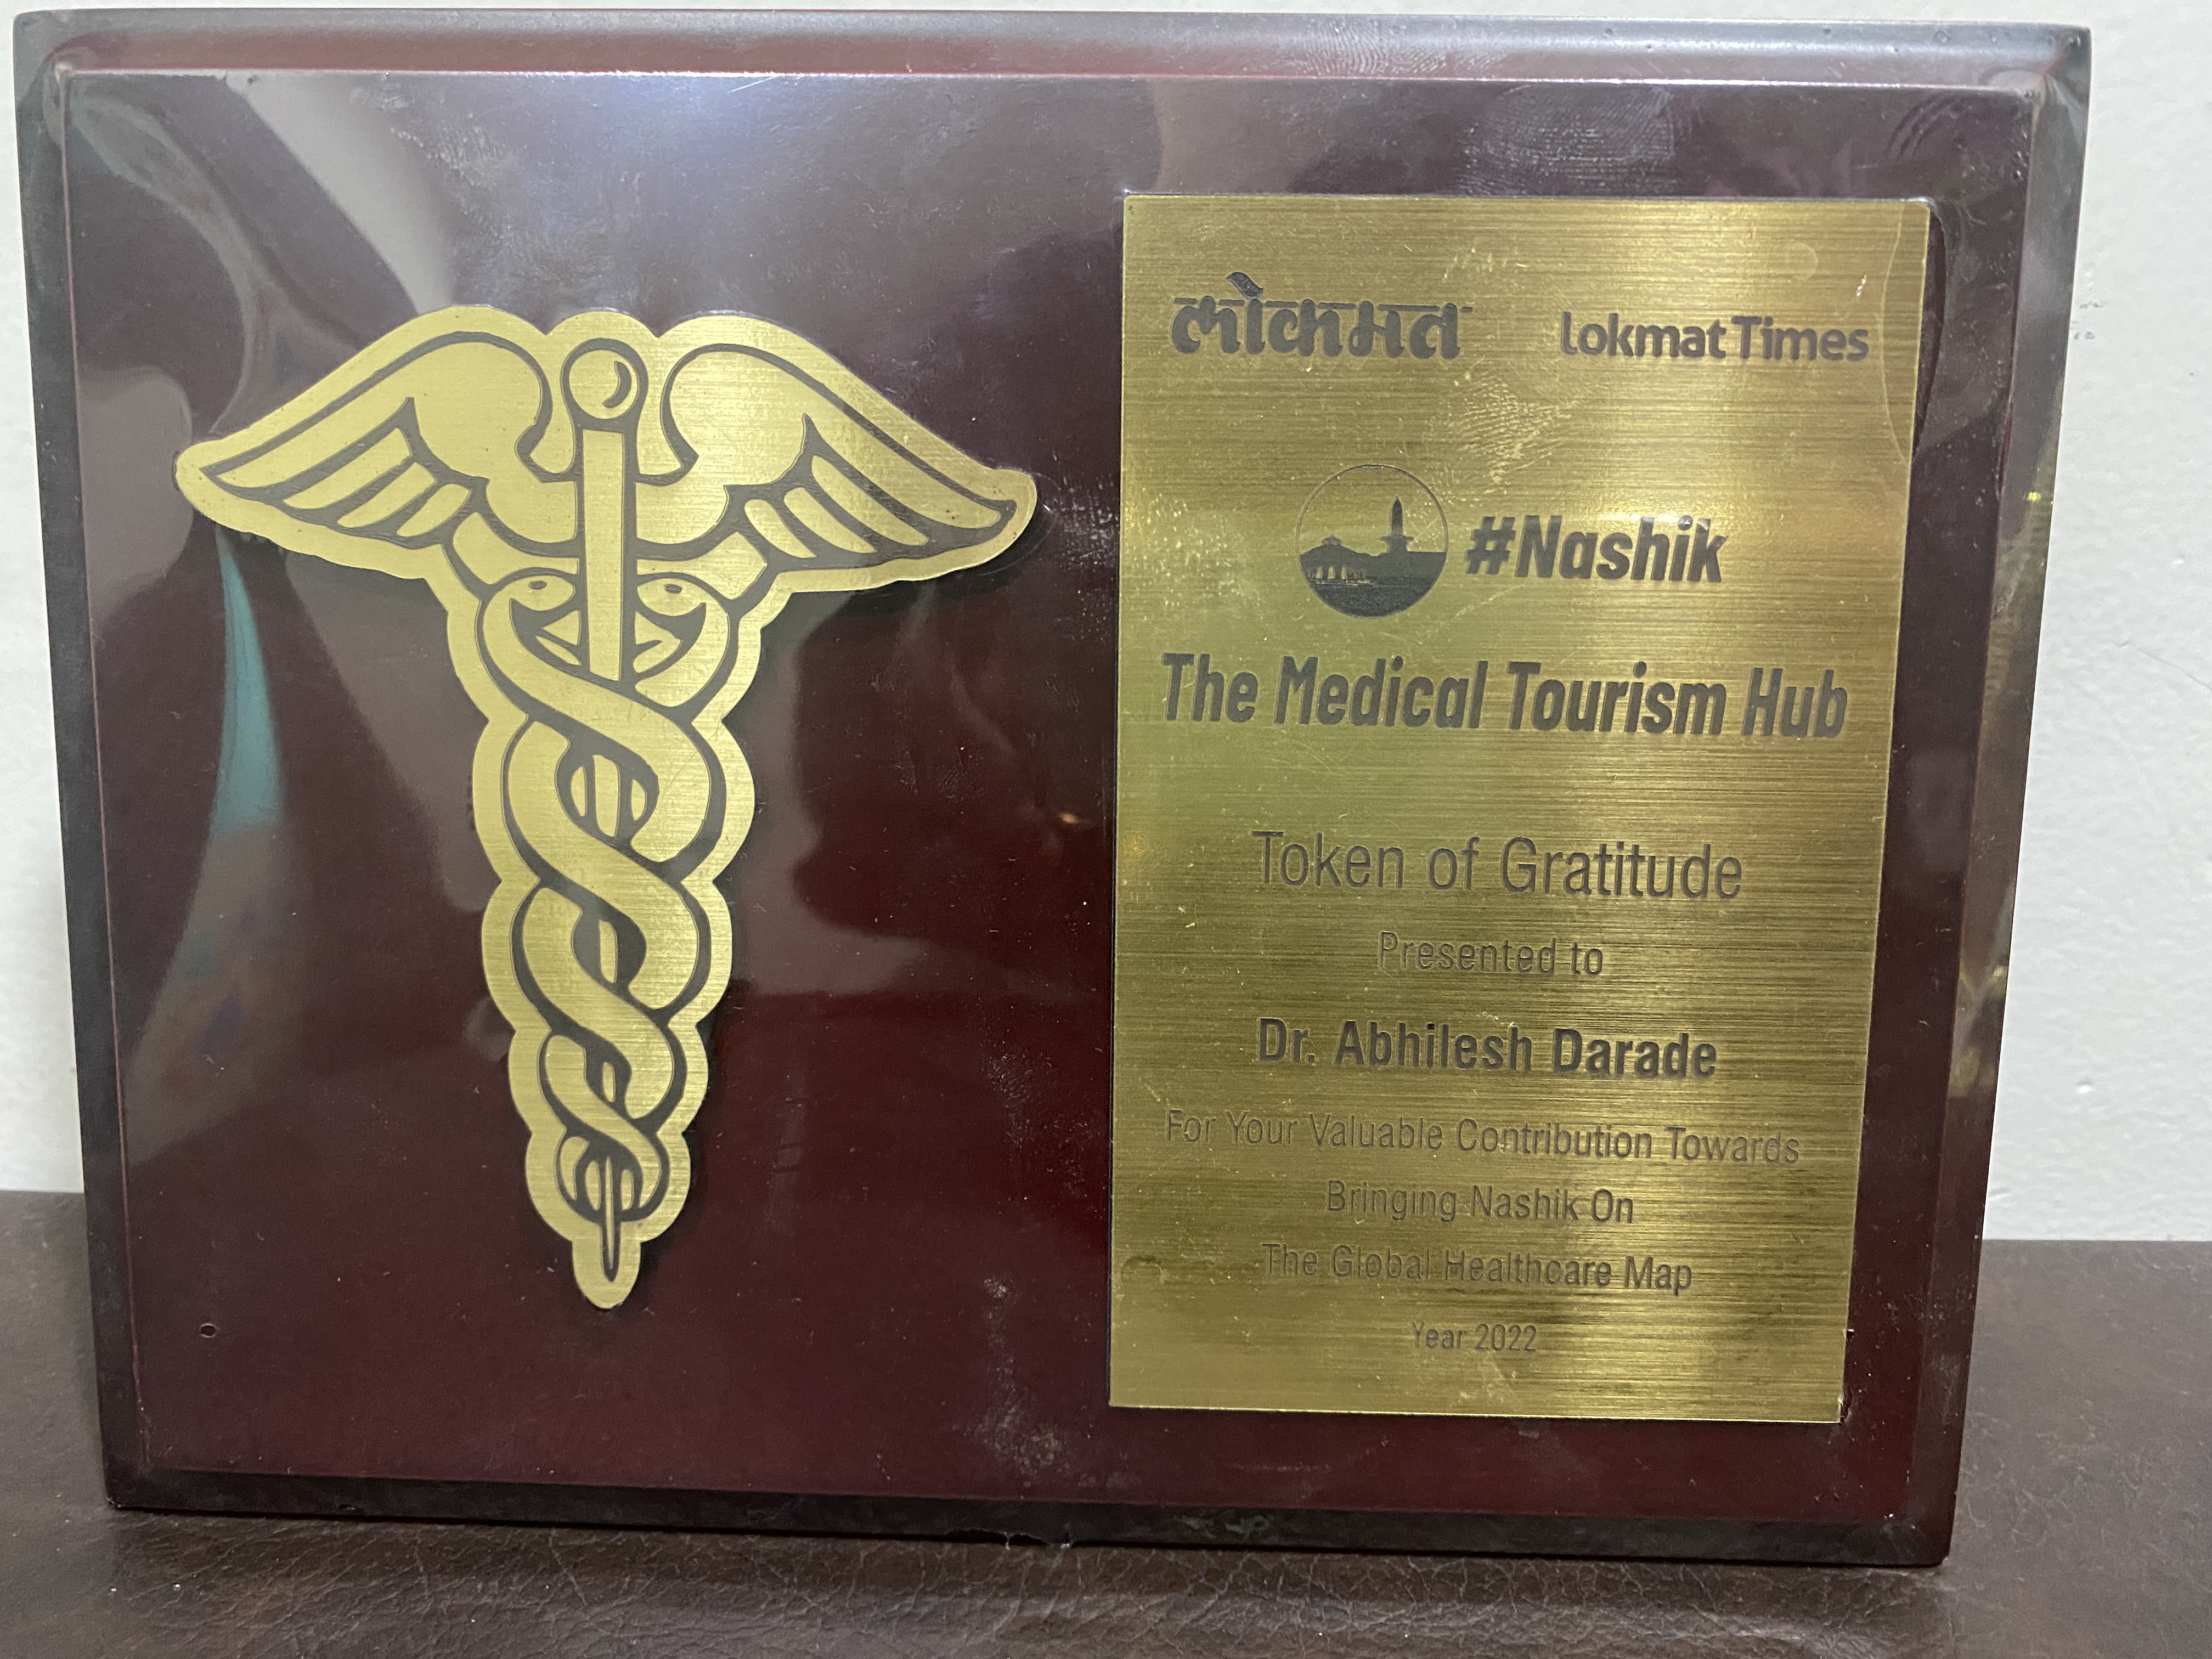 लोकमत Lokmat Times
#Nashik
The Medical Tourism Hub
Token of Gratitude
Presented to
Dr. Abhilesh Darade
For Your Valuable Contribution Towards
Bringing Nashik On
The Global Healthcare Map
Year 2022